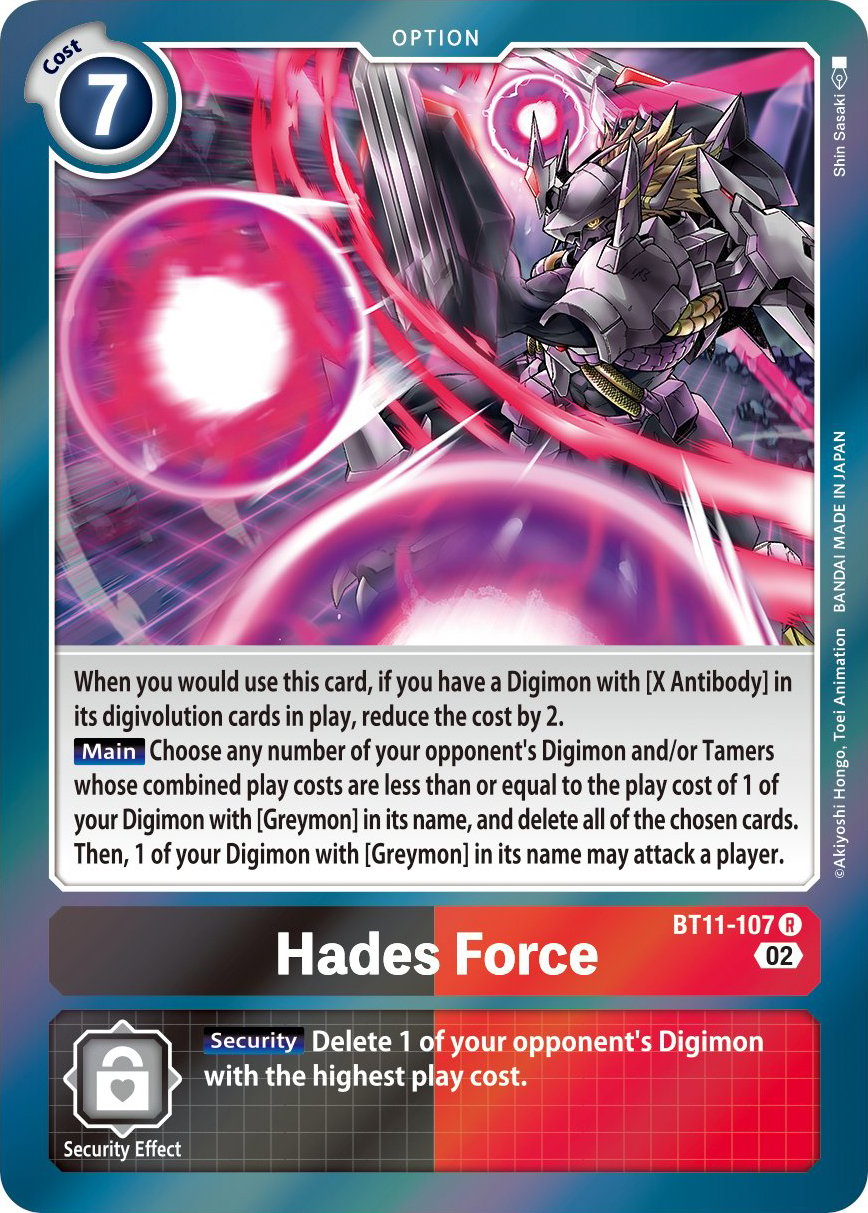 OPTION
Cost
7
Shin Sasaki
When you would use this card, if you have a Digimon with [X Antibody] in
its digivolution cards in play, reduce the cost by 2.
Main Choose any number of your opponent's Digimon and/or Tamers
whose combined play costs are less than or equal to the play cost of 1 of
your Digimon with [Greymon] in its name, and delete all of the chosen cards.
Then, 1 of your Digimon with [Greymon] in its name may attack a player.
©Akiyoshi Hongo, Toei Animation BANDAI MADE IN JAPAN
BT11-107 R
Hades Force
02
Security Delete 1 of your opponent's Digimon
with the highest play cost.
Security Effect